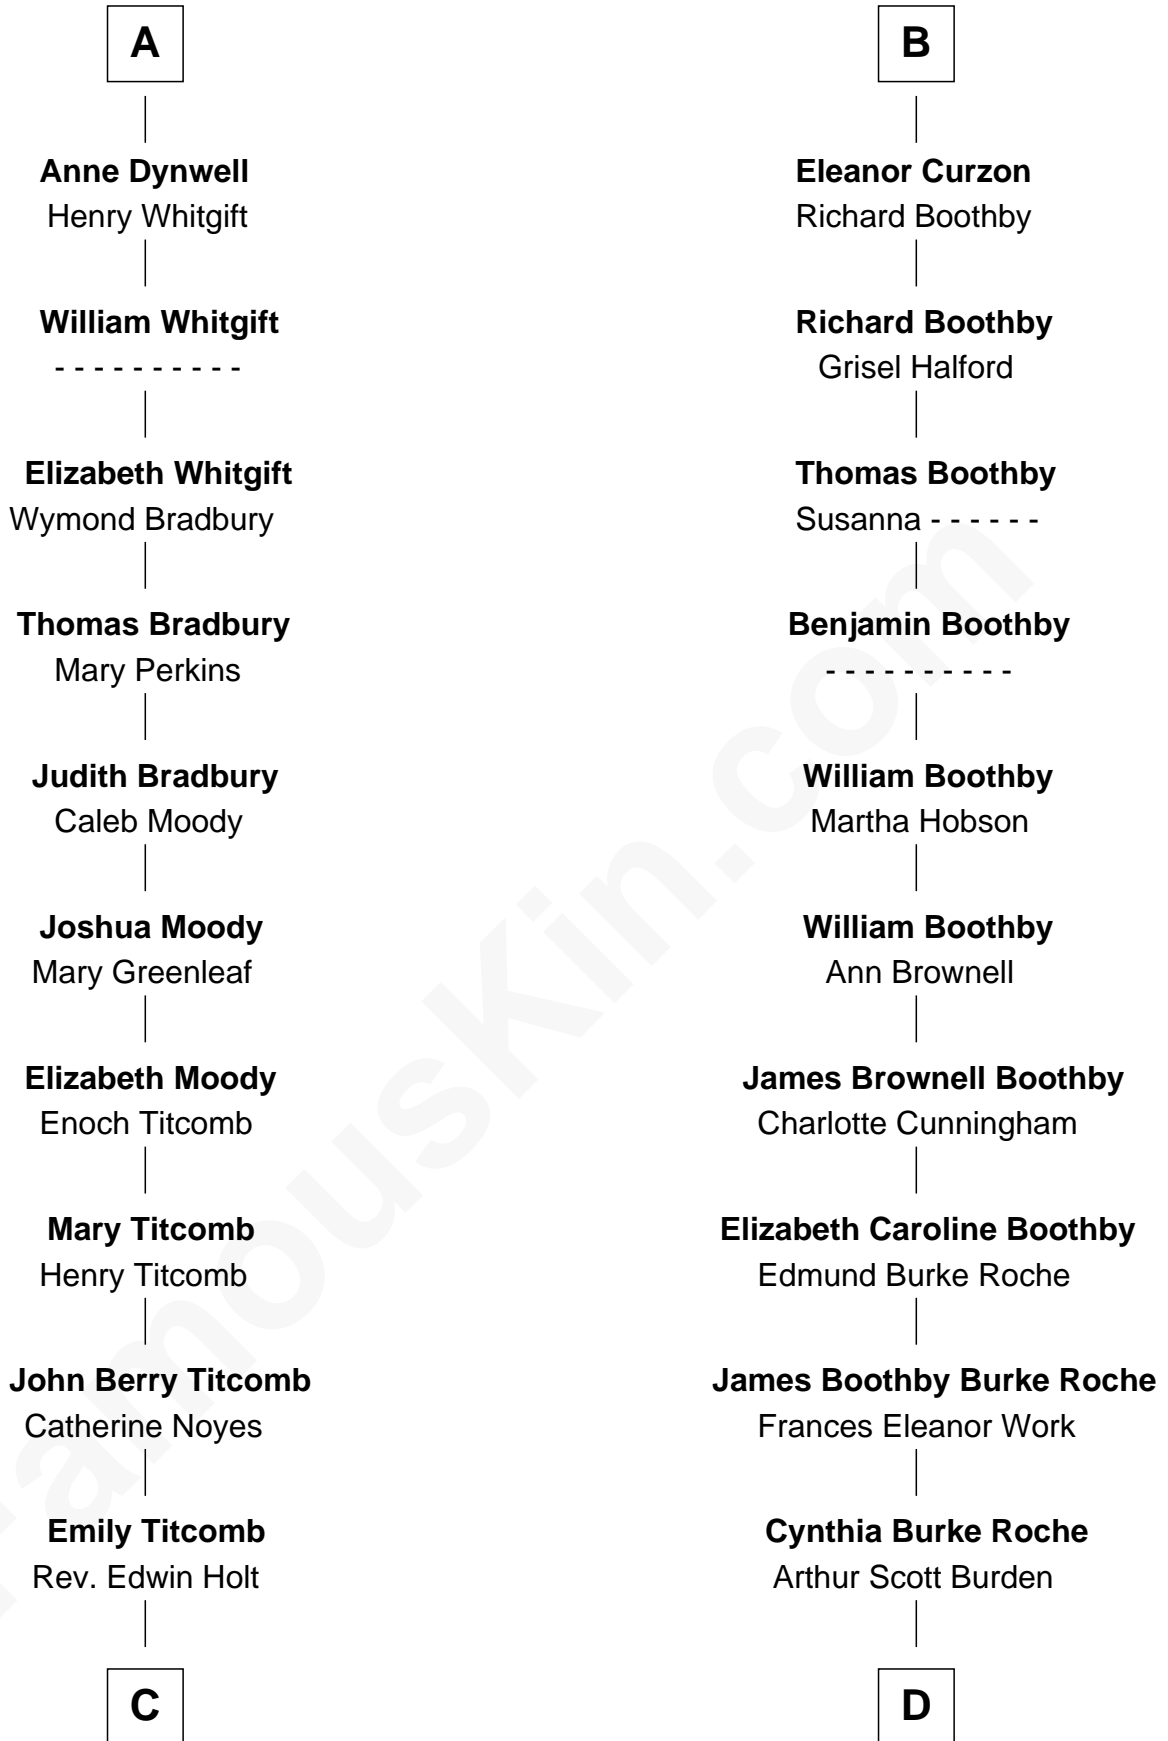 A
Anne Dynwell
Henry Whitgift
William Whitgift
- - - - - - - - - -
Elizabeth Whitgift
Wymond Bradbury
Thomas Bradbury
Mary Perkins
Judith Bradbury
Caleb Moody
Joshua Moody
Mary Greenleaf
Elizabeth Moody
Enoch Titcomb
Mary Titcomb
Henry Titcomb
John Berry Titcomb
Catherine Noyes
Emily Titcomb
Rev. Edwin Holt
C
B
Eleanor Curzon
Richard Boothby
Richard Boothby
Grisel Halford
Thomas Boothby
Susanna - - - - - -
Benjamin Boothby
- - - - - - - - - -
William Boothby
Martha Hobson
William Boothby
Ann Brownell
James Brownell Boothby
Charlotte Cunningham
Elizabeth Caroline Boothby
Edmund Burke Roche
James Boothby Burke Roche
Frances Eleanor Work
Cynthia Burke Roche
Arthur Scott Burden
D
FamousKin.com